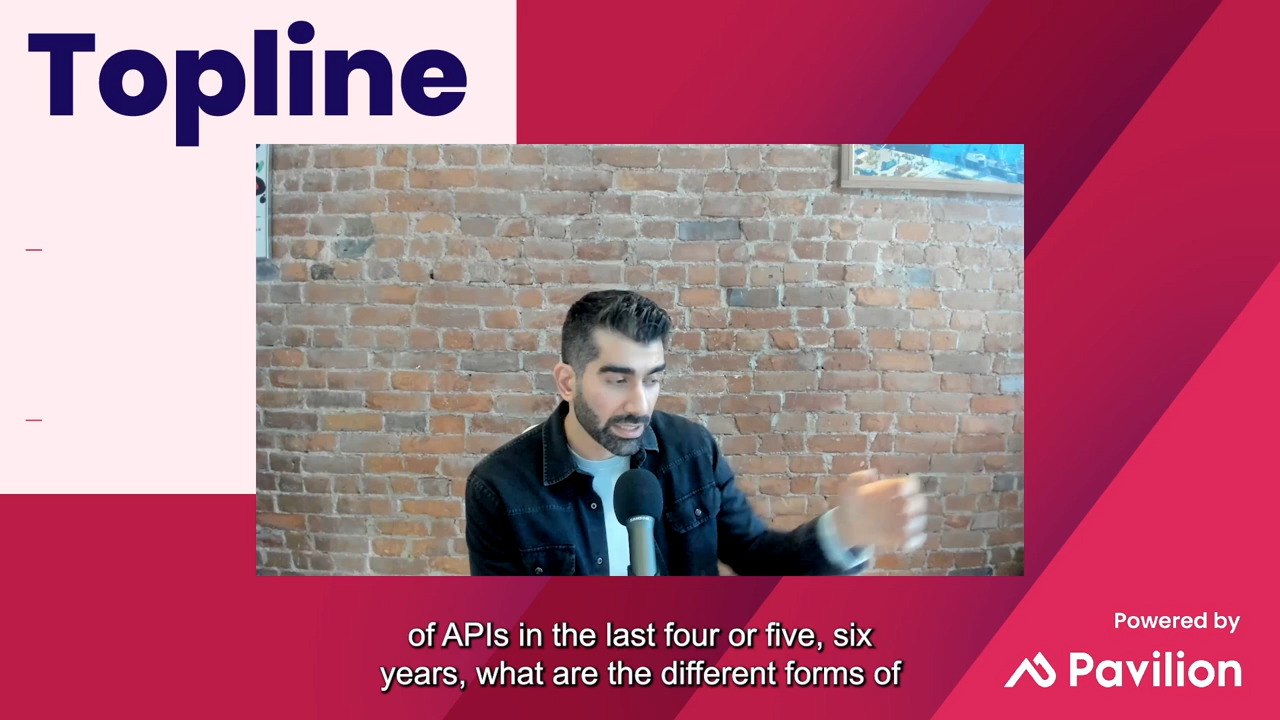 Topline
of APIs in the last four or five, six
years, what are the different forms of
Powered by
Pavilion